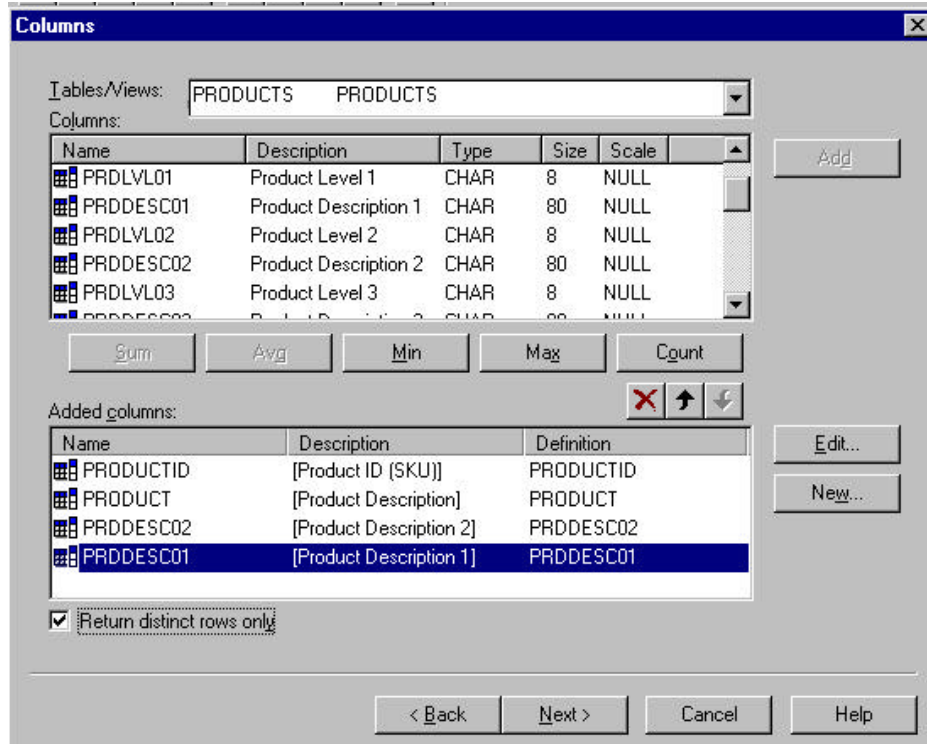 Columns
Tables/Views: PRODUCTS PRODUCTS
Columns:
Name Description Type Size Scale
Add
PRDLVL01 Product Level 1 CHAR 8 NULL
PRDDESC01 Product Description 1 CHAR 80 NULL
PRDLVL02 Product Level 2 CHAR 8 NULL
PRDDESC02 Product Description 2 CHAR 80 NULL
PRDLVL03 Product Level 3 CHAR 8 NULL
Sum Avg Min Max Count
Added columns:
Name Description Definition
Edit...
PRODUCTID [Product ID (SKU)] PRODUCTID
PRODUCT [Product Description] PRODUCT
New...
PRDDESC02 [Product Description 2] PRDDESC02
PRDDESC01 [Product Description 1] PRDDESC01
Return distinct rows only
< Back Next > Cancel Help